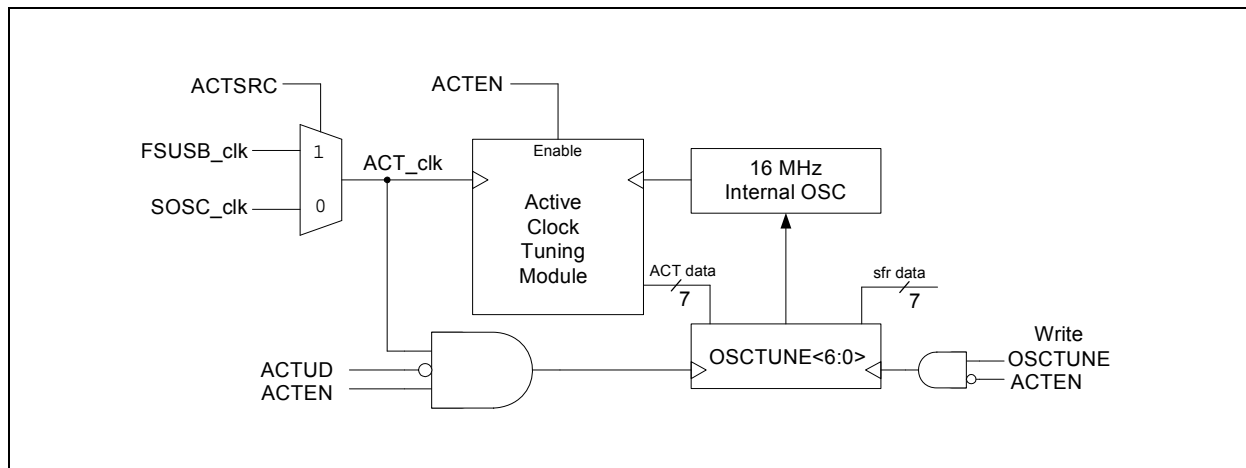 ACTSRC
ACTEN
FSUSB_clk
1
ACT_clk
Enable
16 MHz
Internal OSC
SOSC_clk
0
Active
Clock
Tuning
Module
ACT data
7
sfr data
7
Write
OSCTUNE
ACTEN
OSCTUNE<6:0>
ACTUD
ACTEN